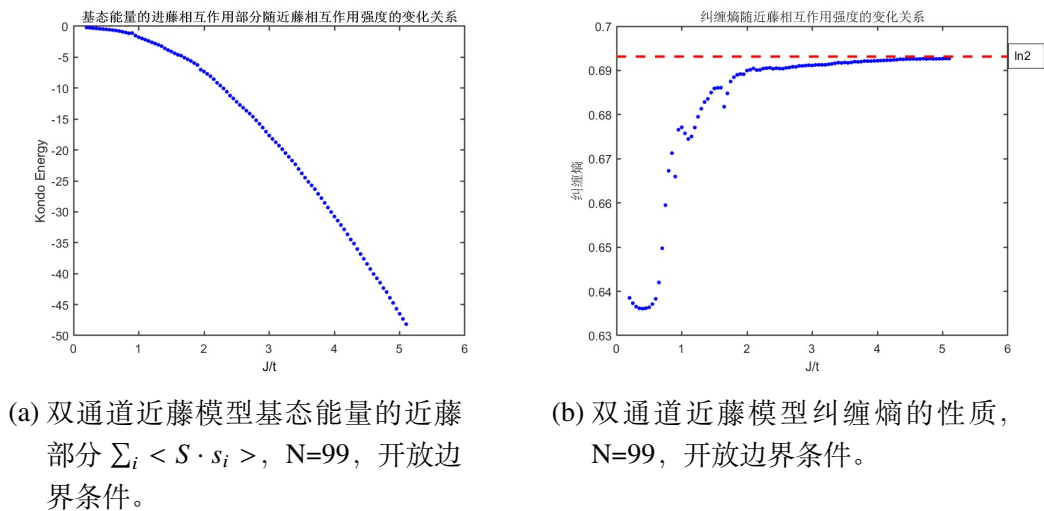 基态能量的进藤相互作用部分随近藤相互作用强度的变化关系
0
-5
-10
-15
-20
-25
-30
-35
-40
-45
-50
Kondo Energy
0 1 2 3 4 5 6
J/t
纠缠熵随近藤相互作用强度的变化关系
0.7
0.69
0.68
0.67
0.66
0.65
0.64
0.63
纠缠熵
ln2
0 1 2 3 4 5 6
J/t
(a) 双通道近藤模型基态能量的近藤
部分 ∑ᵢ < S · sᵢ >，N=99，开放边
界条件。
(b) 双通道近藤模型纠缠熵的性质，
N=99，开放边界条件。